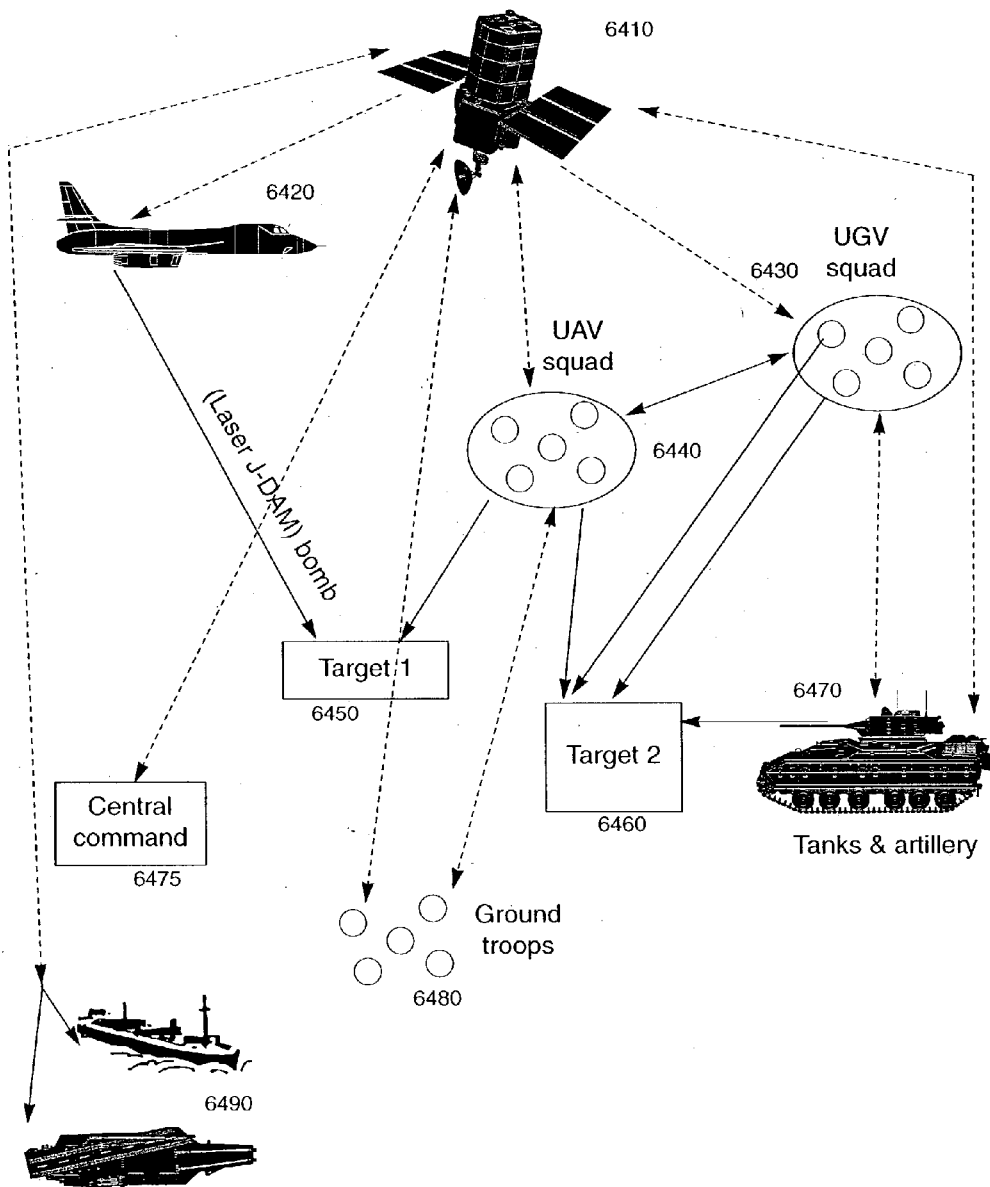 6410
6420
UGV
squad
6430
UAV
squad
6440
(Laser J-DAM) bomb
Target 1
6450
6470
Target 2
6460
Central
command
6475
Tanks & artillery
Ground
troops
6480
6490